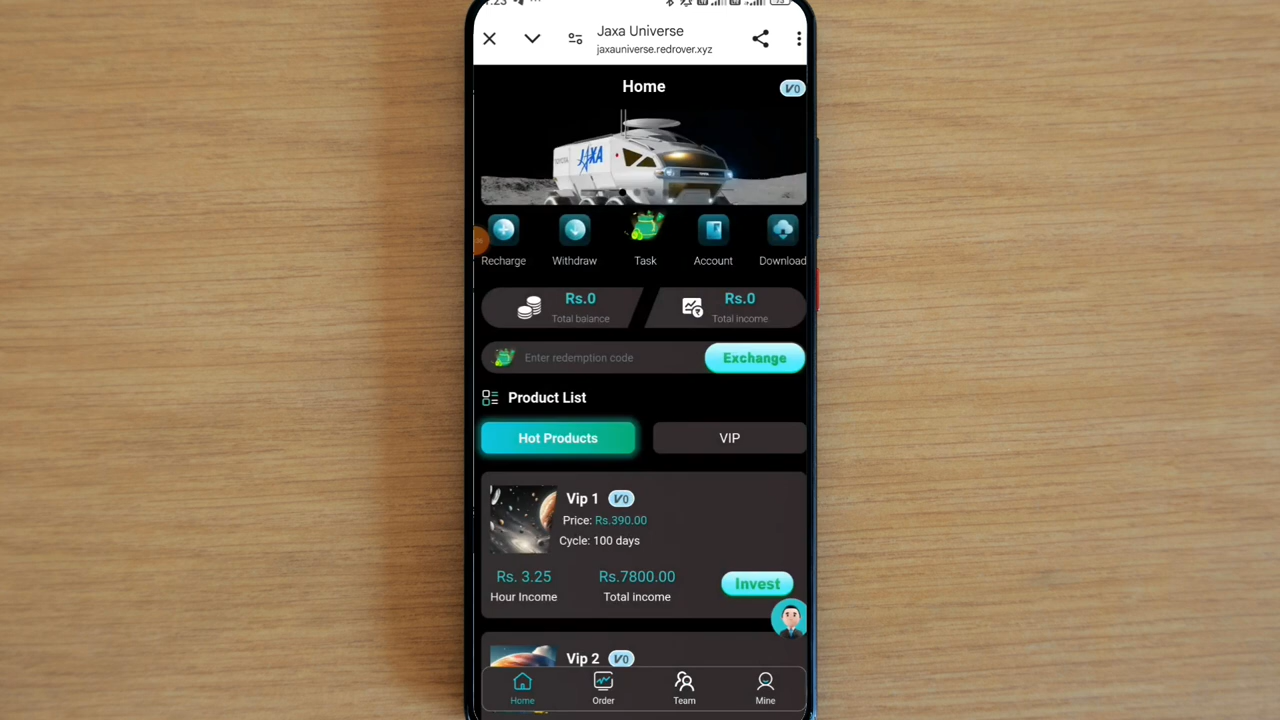 Jaxa Universe
jaxauniverse.redrover.xyz
Home
V0
JAXA
Recharge
Withdraw
Task
Account
Download
Rs.0
Total balance
Rs.0
Total income
Enter redemption code
Exchange
Product List
Hot Products
VIP
Vip 1 V0
Price: Rs.390.00
Cycle: 100 days
Rs. 3.25
Hour Income
Rs.7800.00
Total income
Invest
Vip 2 V0
Home
Order
Team
Mine